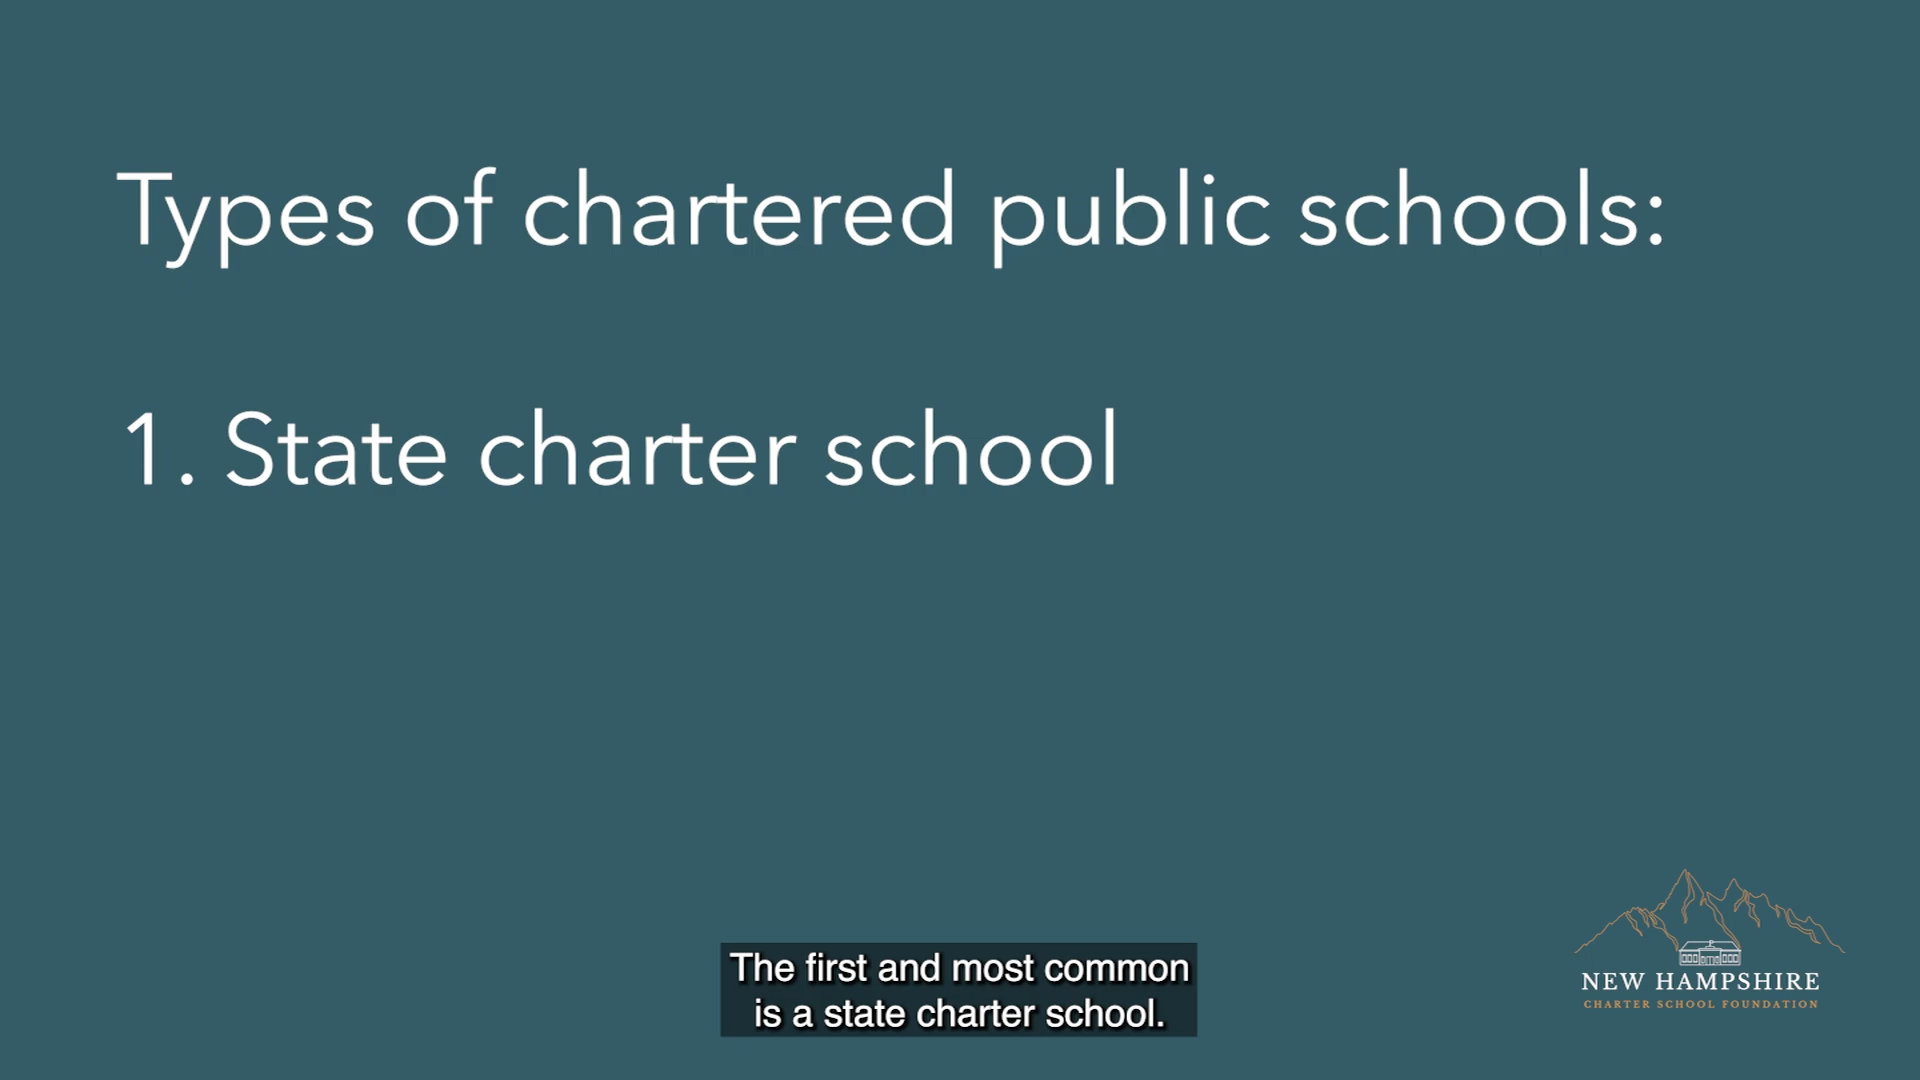 Types of chartered public schools:
1. State charter school
The first and most common
is a state charter school.
NEW HAMPSHIRE
CHARTER SCHOOL FOUNDATION